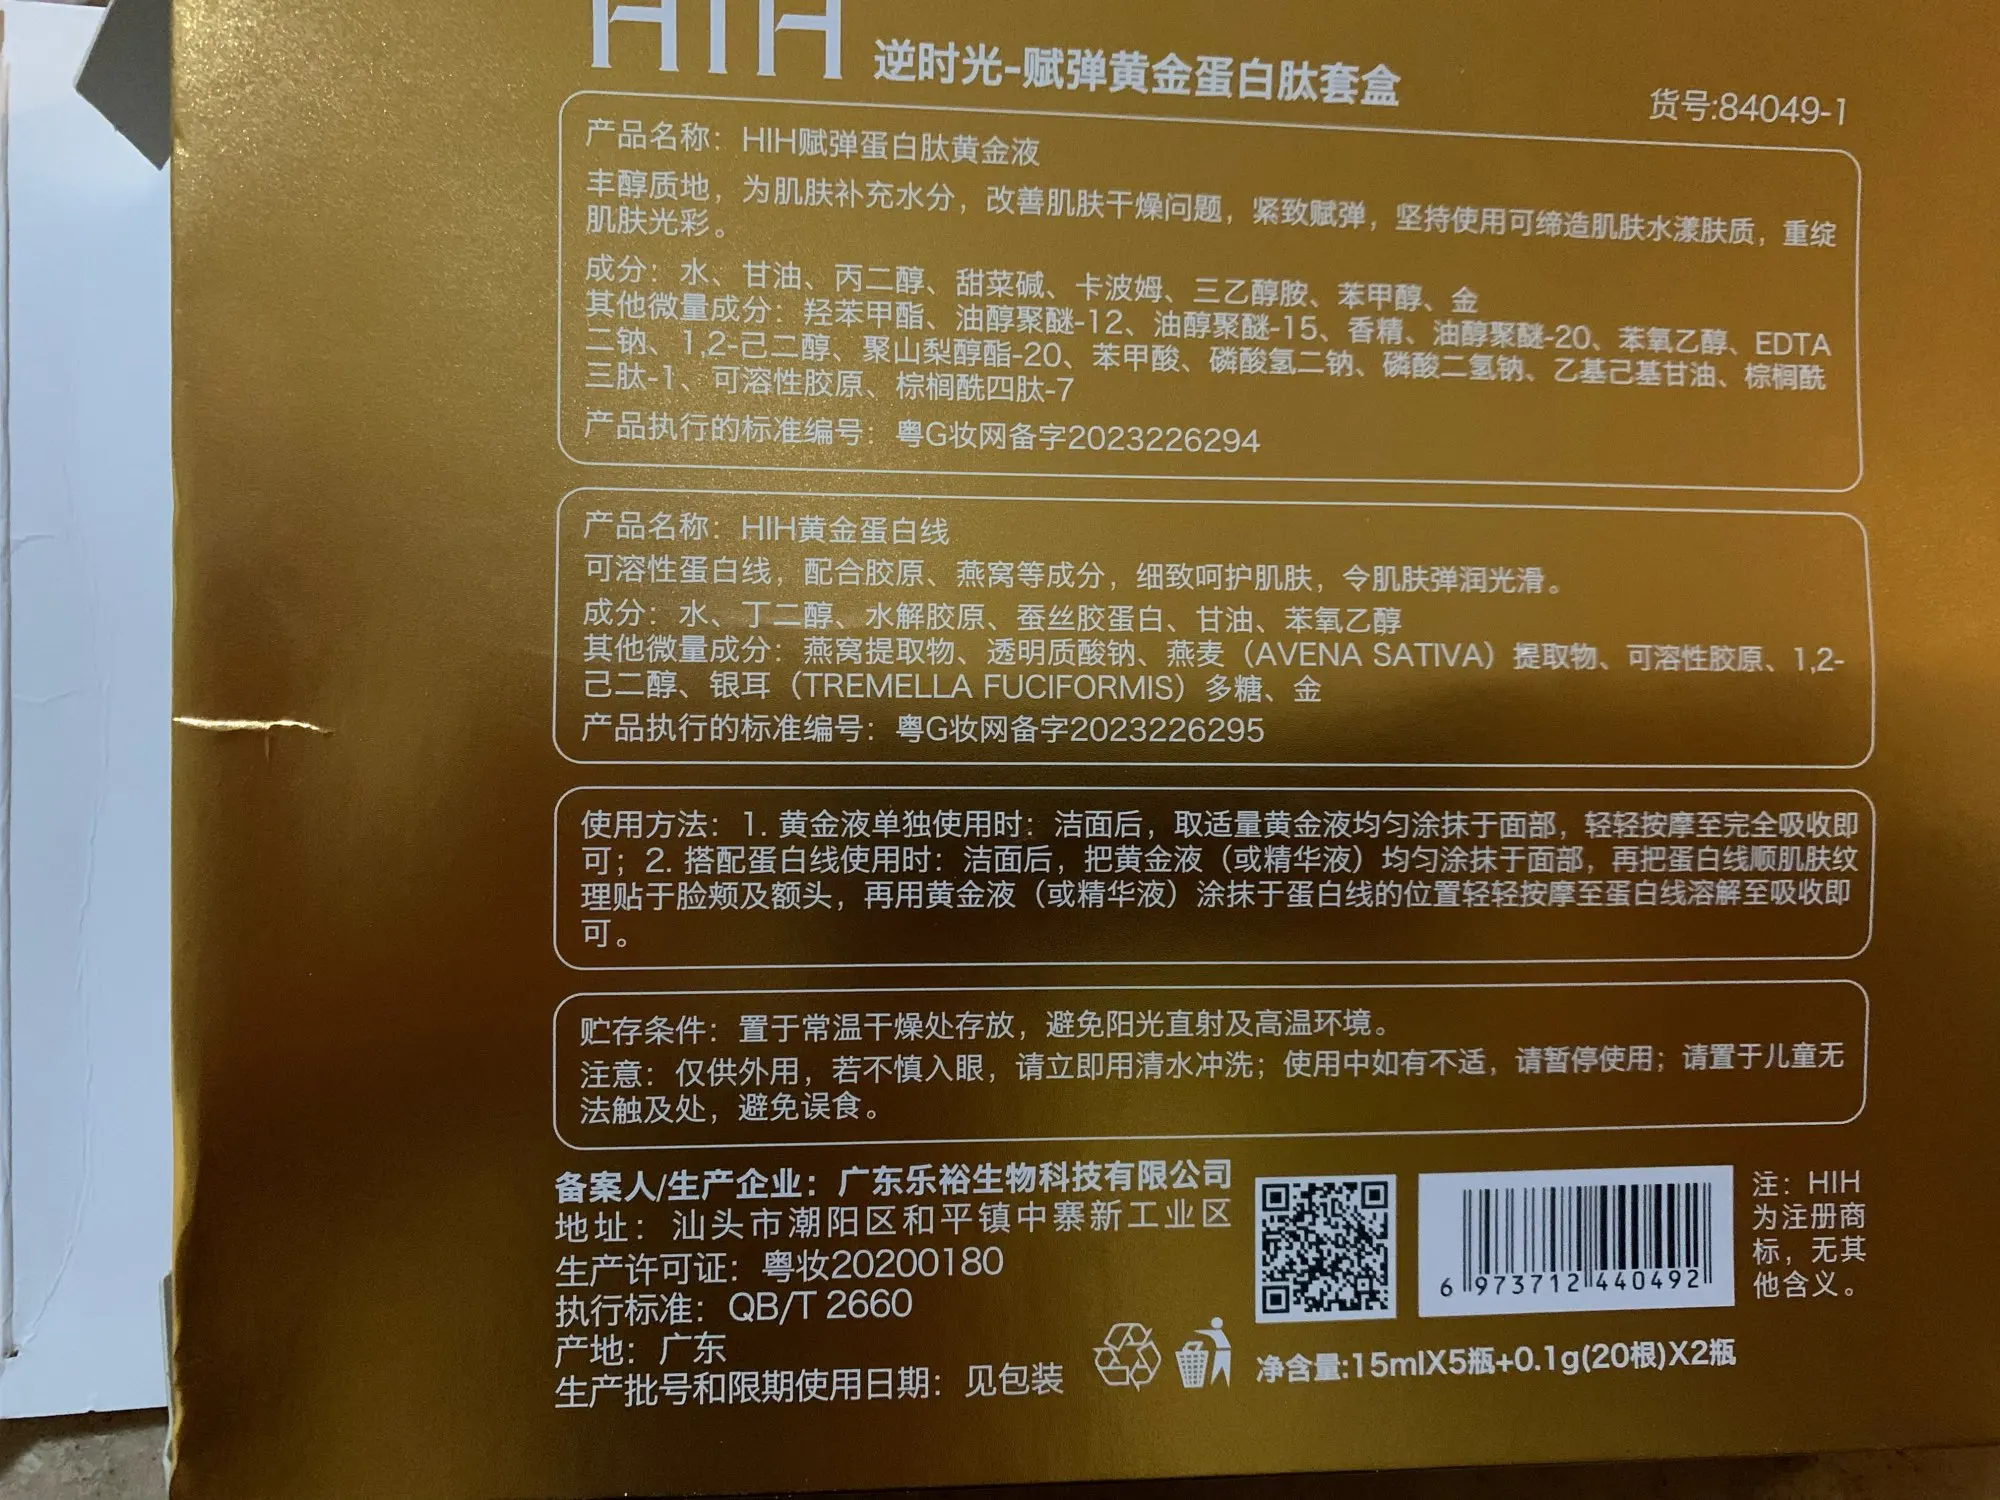 HIH 逆时光-赋弹黄金蛋白肽套盒
货号:84049-1
产品名称：HIH赋弹蛋白肽黄金液
丰醇质地，为肌肤补充水分，改善肌肤干燥问题，紧致赋弹，坚持使用可缔造肌肤水漾肤质，重绽
肌肤光彩。
成分：水、甘油、丙二醇、甜菜碱、卡波姆、三乙醇胺、苯甲醇、金
其他微量成分：羟苯甲酯、油醇聚醚-12、油醇聚醚-15、香精、油醇聚醚-20、苯氧乙醇、EDTA
二钠、1,2-己二醇、聚山梨醇酯-20、苯甲酸、磷酸氢二钠、磷酸二氢钠、乙基己基甘油、棕榈酰
三肽-1、可溶性胶原、棕榈酰四肽-7
产品执行的标准编号：粤G妆网备字2023226294
产品名称：HIH黄金蛋白线
可溶性蛋白线，配合胶原、燕窝等成分，细致呵护肌肤，令肌肤弹润光滑。
成分：水、丁二醇、水解胶原、蚕丝胶蛋白、甘油、苯氧乙醇
其他微量成分：燕窝提取物、透明质酸钠、燕麦（AVENA SATIVA）提取物、可溶性胶原、1,2-
己二醇、银耳（TREMELLA FUCIFORMIS）多糖、金
产品执行的标准编号：粤G妆网备字2023226295
使用方法：1. 黄金液单独使用时：洁面后，取适量黄金液均匀涂抹于面部，轻轻按摩至完全吸收即
可；2. 搭配蛋白线使用时：洁面后，把黄金液（或精华液）均匀涂抹于面部，再把蛋白线顺肌肤纹
理贴于脸颊及额头，再用黄金液（或精华液）涂抹于蛋白线的位置轻轻按摩至蛋白线溶解至吸收即
可。
贮存条件：置于常温干燥处存放，避免阳光直射及高温环境。
注意：仅供外用，若不慎入眼，请立即用清水冲洗；使用中如有不适，请暂停使用；请置于儿童无
法触及处，避免误食。
备案人/生产企业：广东乐裕生物科技有限公司
地址：汕头市潮阳区和平镇中寨新工业区
生产许可证：粤妆20200180
执行标准：QB/T 2660
产地：广东
生产批号和限期使用日期：见包装
6 973712 440492
注：HIH
为注册商
标，无其
他含义。
净含量:15mlX5瓶+0.1g(20根)X2瓶